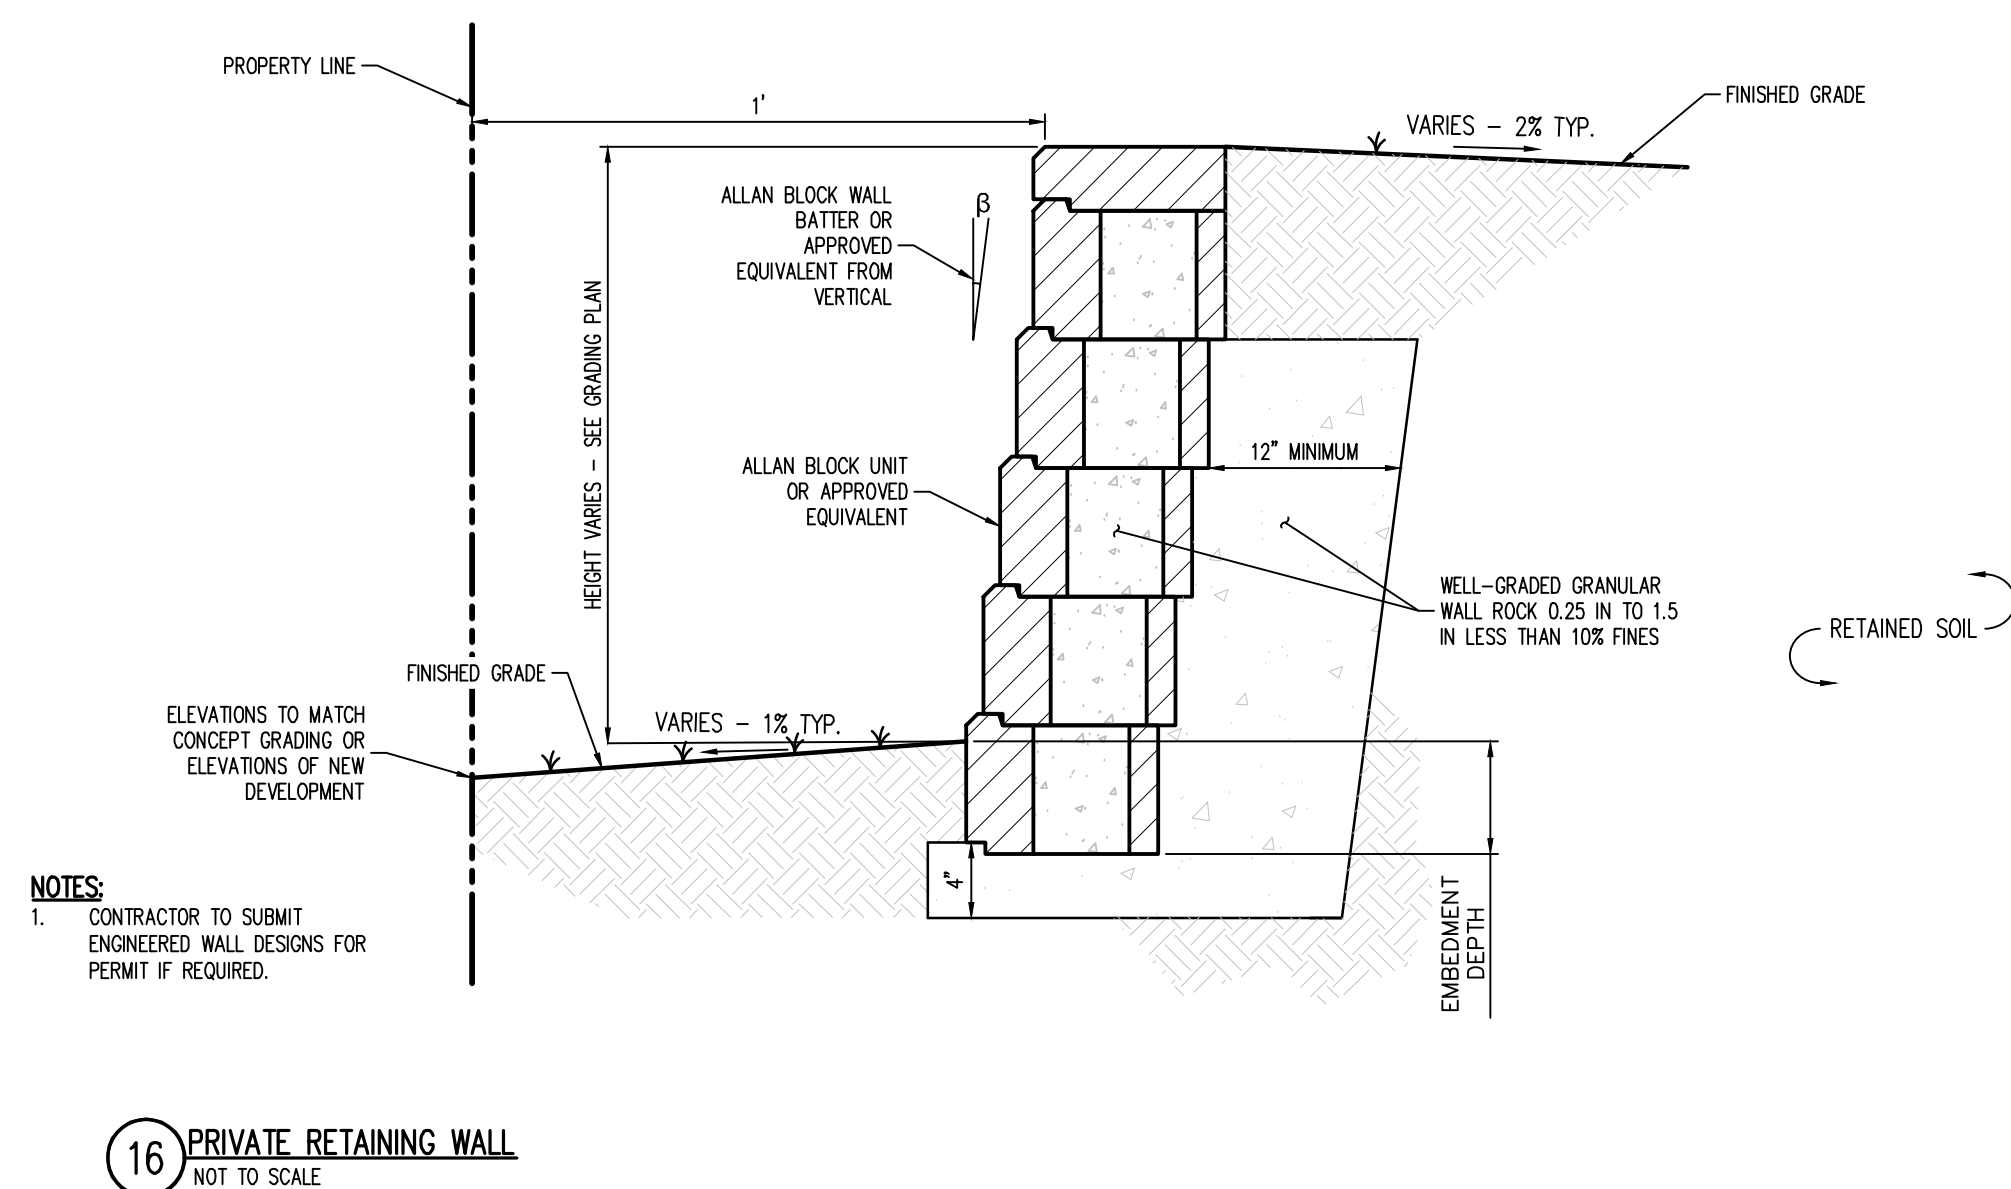 PROPERTY LINE
1'
FINISHED GRADE
VARIES - 2% TYP.
ALLAN BLOCK WALL
BATTER OR
APPROVED
EQUIVALENT FROM
VERTICAL
β
HEIGHT VARIES - SEE GRADING PLAN
12" MINIMUM
ALLAN BLOCK UNIT
OR APPROVED
EQUIVALENT
WELL-GRADED GRANULAR
WALL ROCK 0.25 IN TO 1.5
IN LESS THAN 10% FINES
RETAINED SOIL
FINISHED GRADE
VARIES - 1% TYP.
ELEVATIONS TO MATCH
CONCEPT GRADING OR
ELEVATIONS OF NEW
DEVELOPMENT
4"
EMBEDMENT
DEPTH
NOTES:
1. CONTRACTOR TO SUBMIT
ENGINEERED WALL DESIGNS FOR
PERMIT IF REQUIRED.
16 PRIVATE RETAINING WALL
NOT TO SCALE